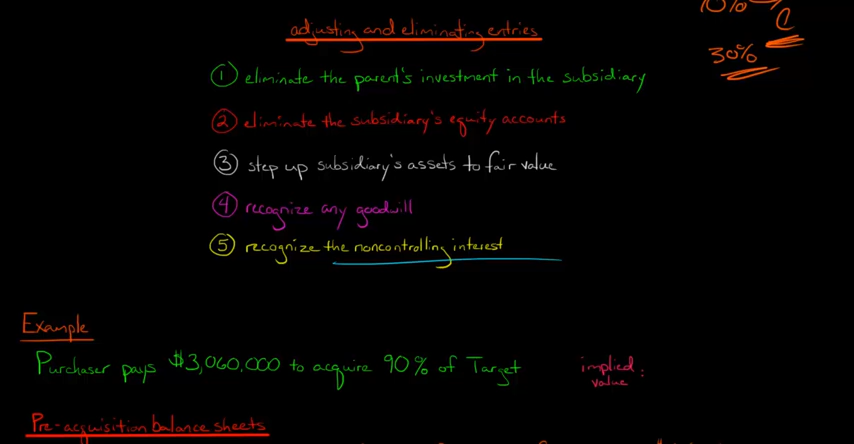 10%
C
30%
adjusting and eliminating entries
① eliminate the parent's investment in the subsidiary
② eliminate the subsidiary's equity accounts
③ step up subsidiary's assets to fair value
④ recognize any goodwill
⑤ recognize the noncontrolling interest
Example
Purchaser pays $3,060,000 to acquire 90% of Target
implied
value :
Pre-acquisition balance sheets